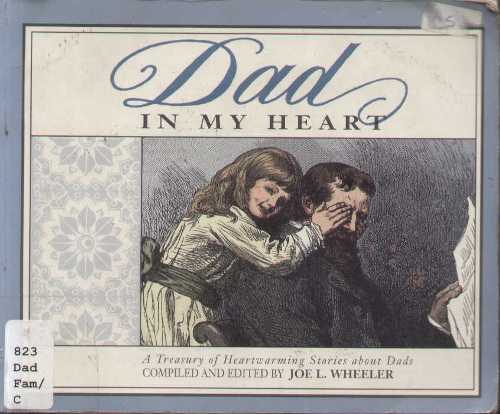 Dad
IN MY HEART
A Treasury of Heartwarming Stories about Dads
COMPILED AND EDITED BY JOE L. WHEELER
823
Dad
Fam/
C